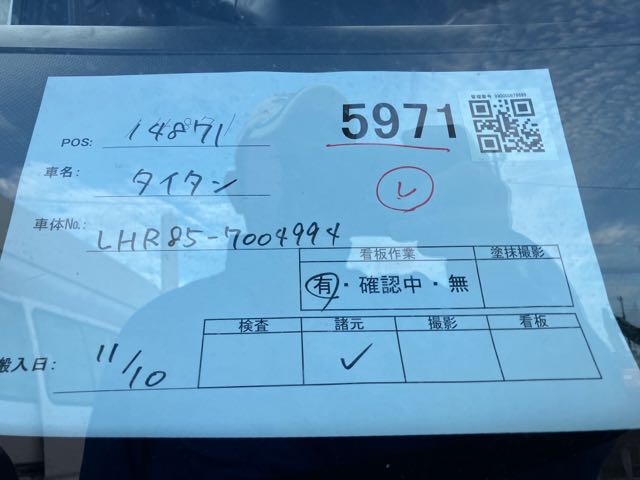 管理番号 990000679689
5971
POS: 14871
レ
車名: タイタン
車体No.: LHR85-7004994
看板作業 塗抹撮影
有・確認中・無
検査 諸元 撮影 看板
搬入日: 11/10 ✓